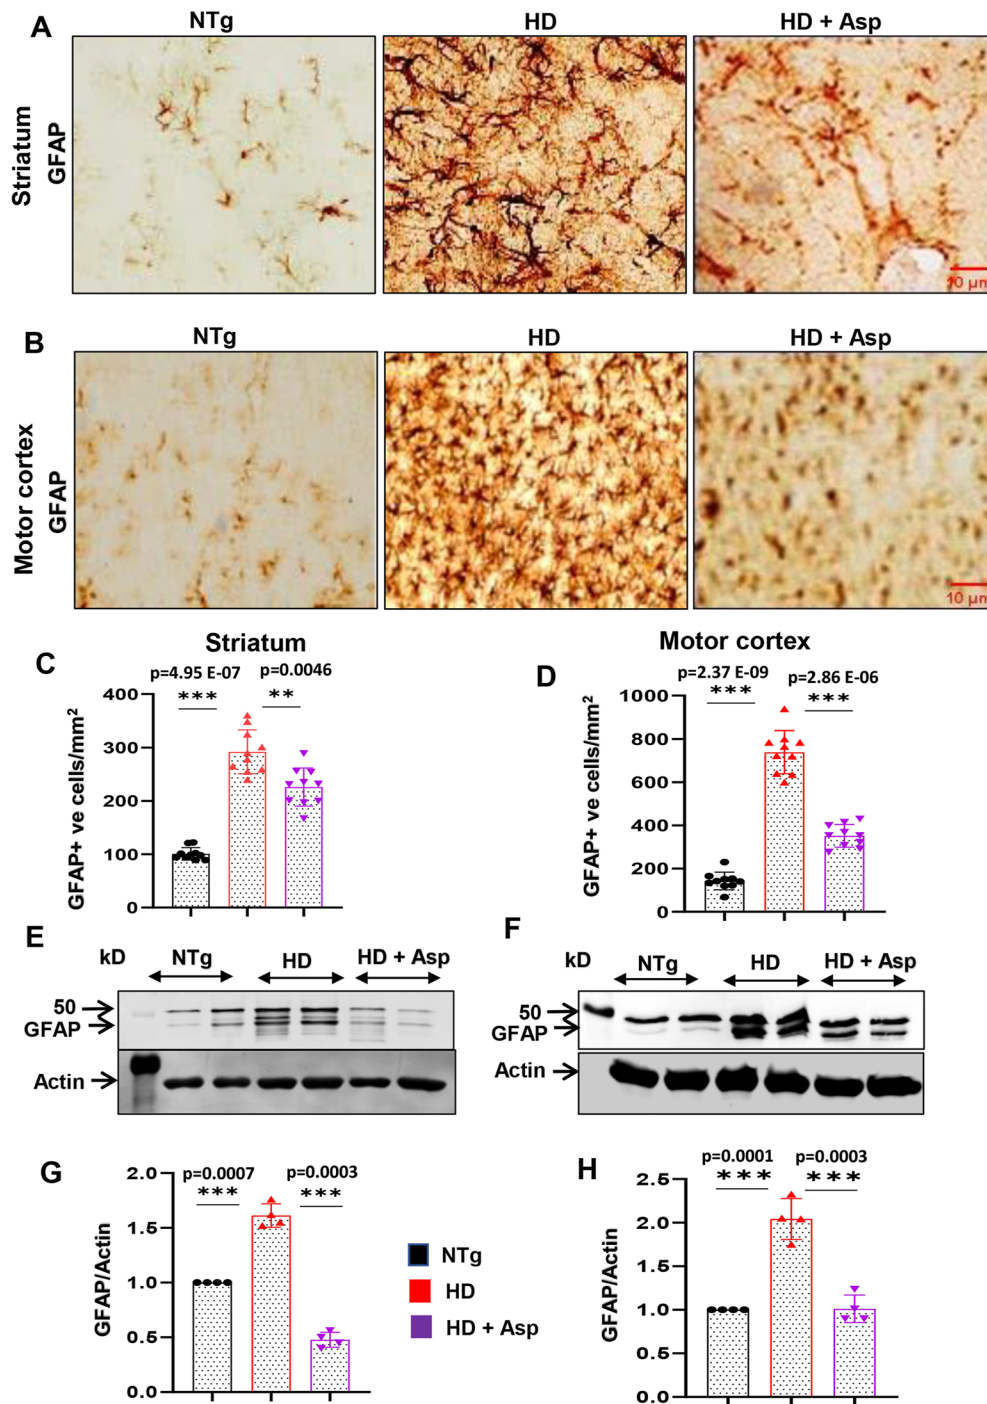 A
NTg
HD
HD + Asp
Striatum
GFAP
10 µm
B
NTg
HD
HD + Asp
Motor cortex
GFAP
10 µm
Striatum
C
p=4.95 E-07
p=0.0046
***
**
GFAP+ ve cells/mm²
400
300
200
100
0
Motor cortex
D
p=2.37 E-09
p=2.86 E-06
***
***
GFAP+ ve cells/mm²
1000
800
600
400
200
0
E
kD
NTg
HD
HD + Asp
50
GFAP
Actin
F
kD
NTg
HD
HD + Asp
50
GFAP
Actin
G
p=0.0007
p=0.0003
***
***
GFAP/Actin
2.0
1.5
1.0
0.5
0.0
NTg
HD
HD + Asp
H
p=0.0001
p=0.0003
***
***
GFAP/Actin
2.5
2.0
1.5
1.0
0.5
0.0